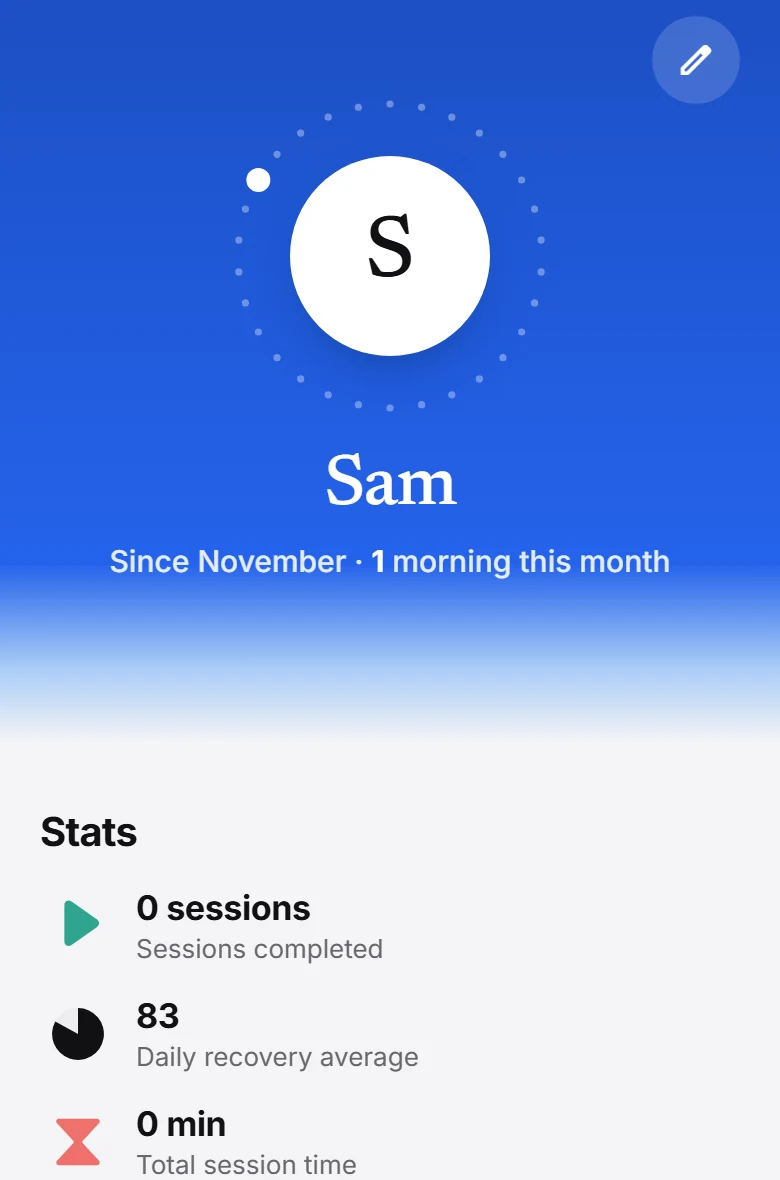 S
Sam
Since November · 1 morning this month
Stats
0 sessions
Sessions completed
83
Daily recovery average
0 min
Total session time